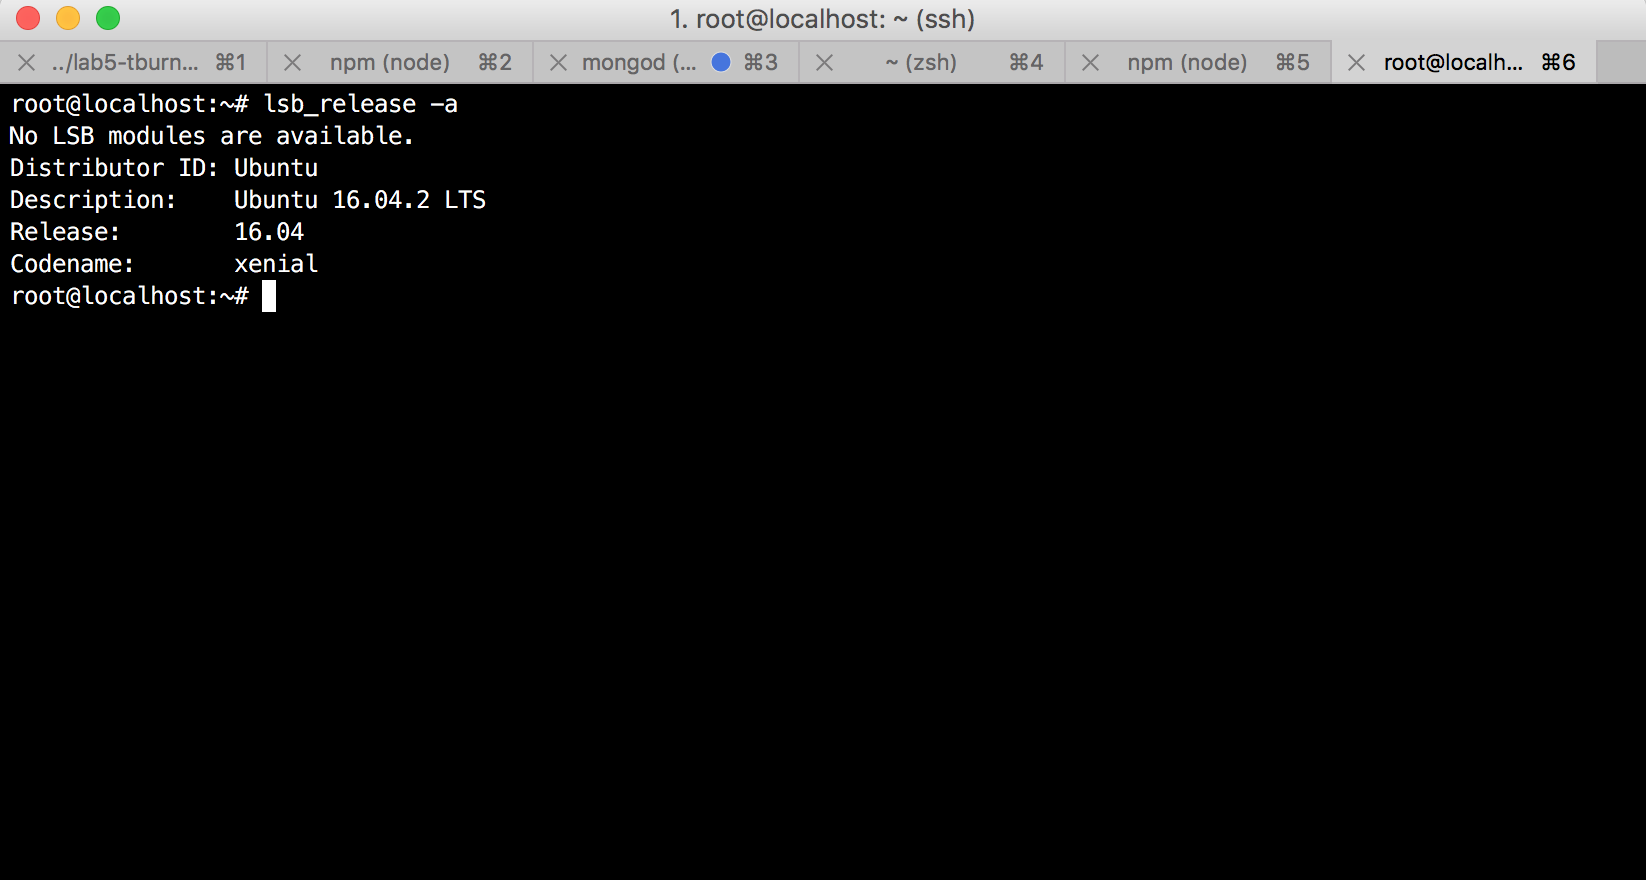 1. root@localhost: ~ (ssh)
../lab5-tburn... ⌘1 npm (node) ⌘2 mongod (... ⌘3 ~ (zsh) ⌘4 npm (node) ⌘5 root@localh... ⌘6
root@localhost:~# lsb_release -a
No LSB modules are available.
Distributor ID: Ubuntu
Description:    Ubuntu 16.04.2 LTS
Release:        16.04
Codename:       xenial
root@localhost:~#